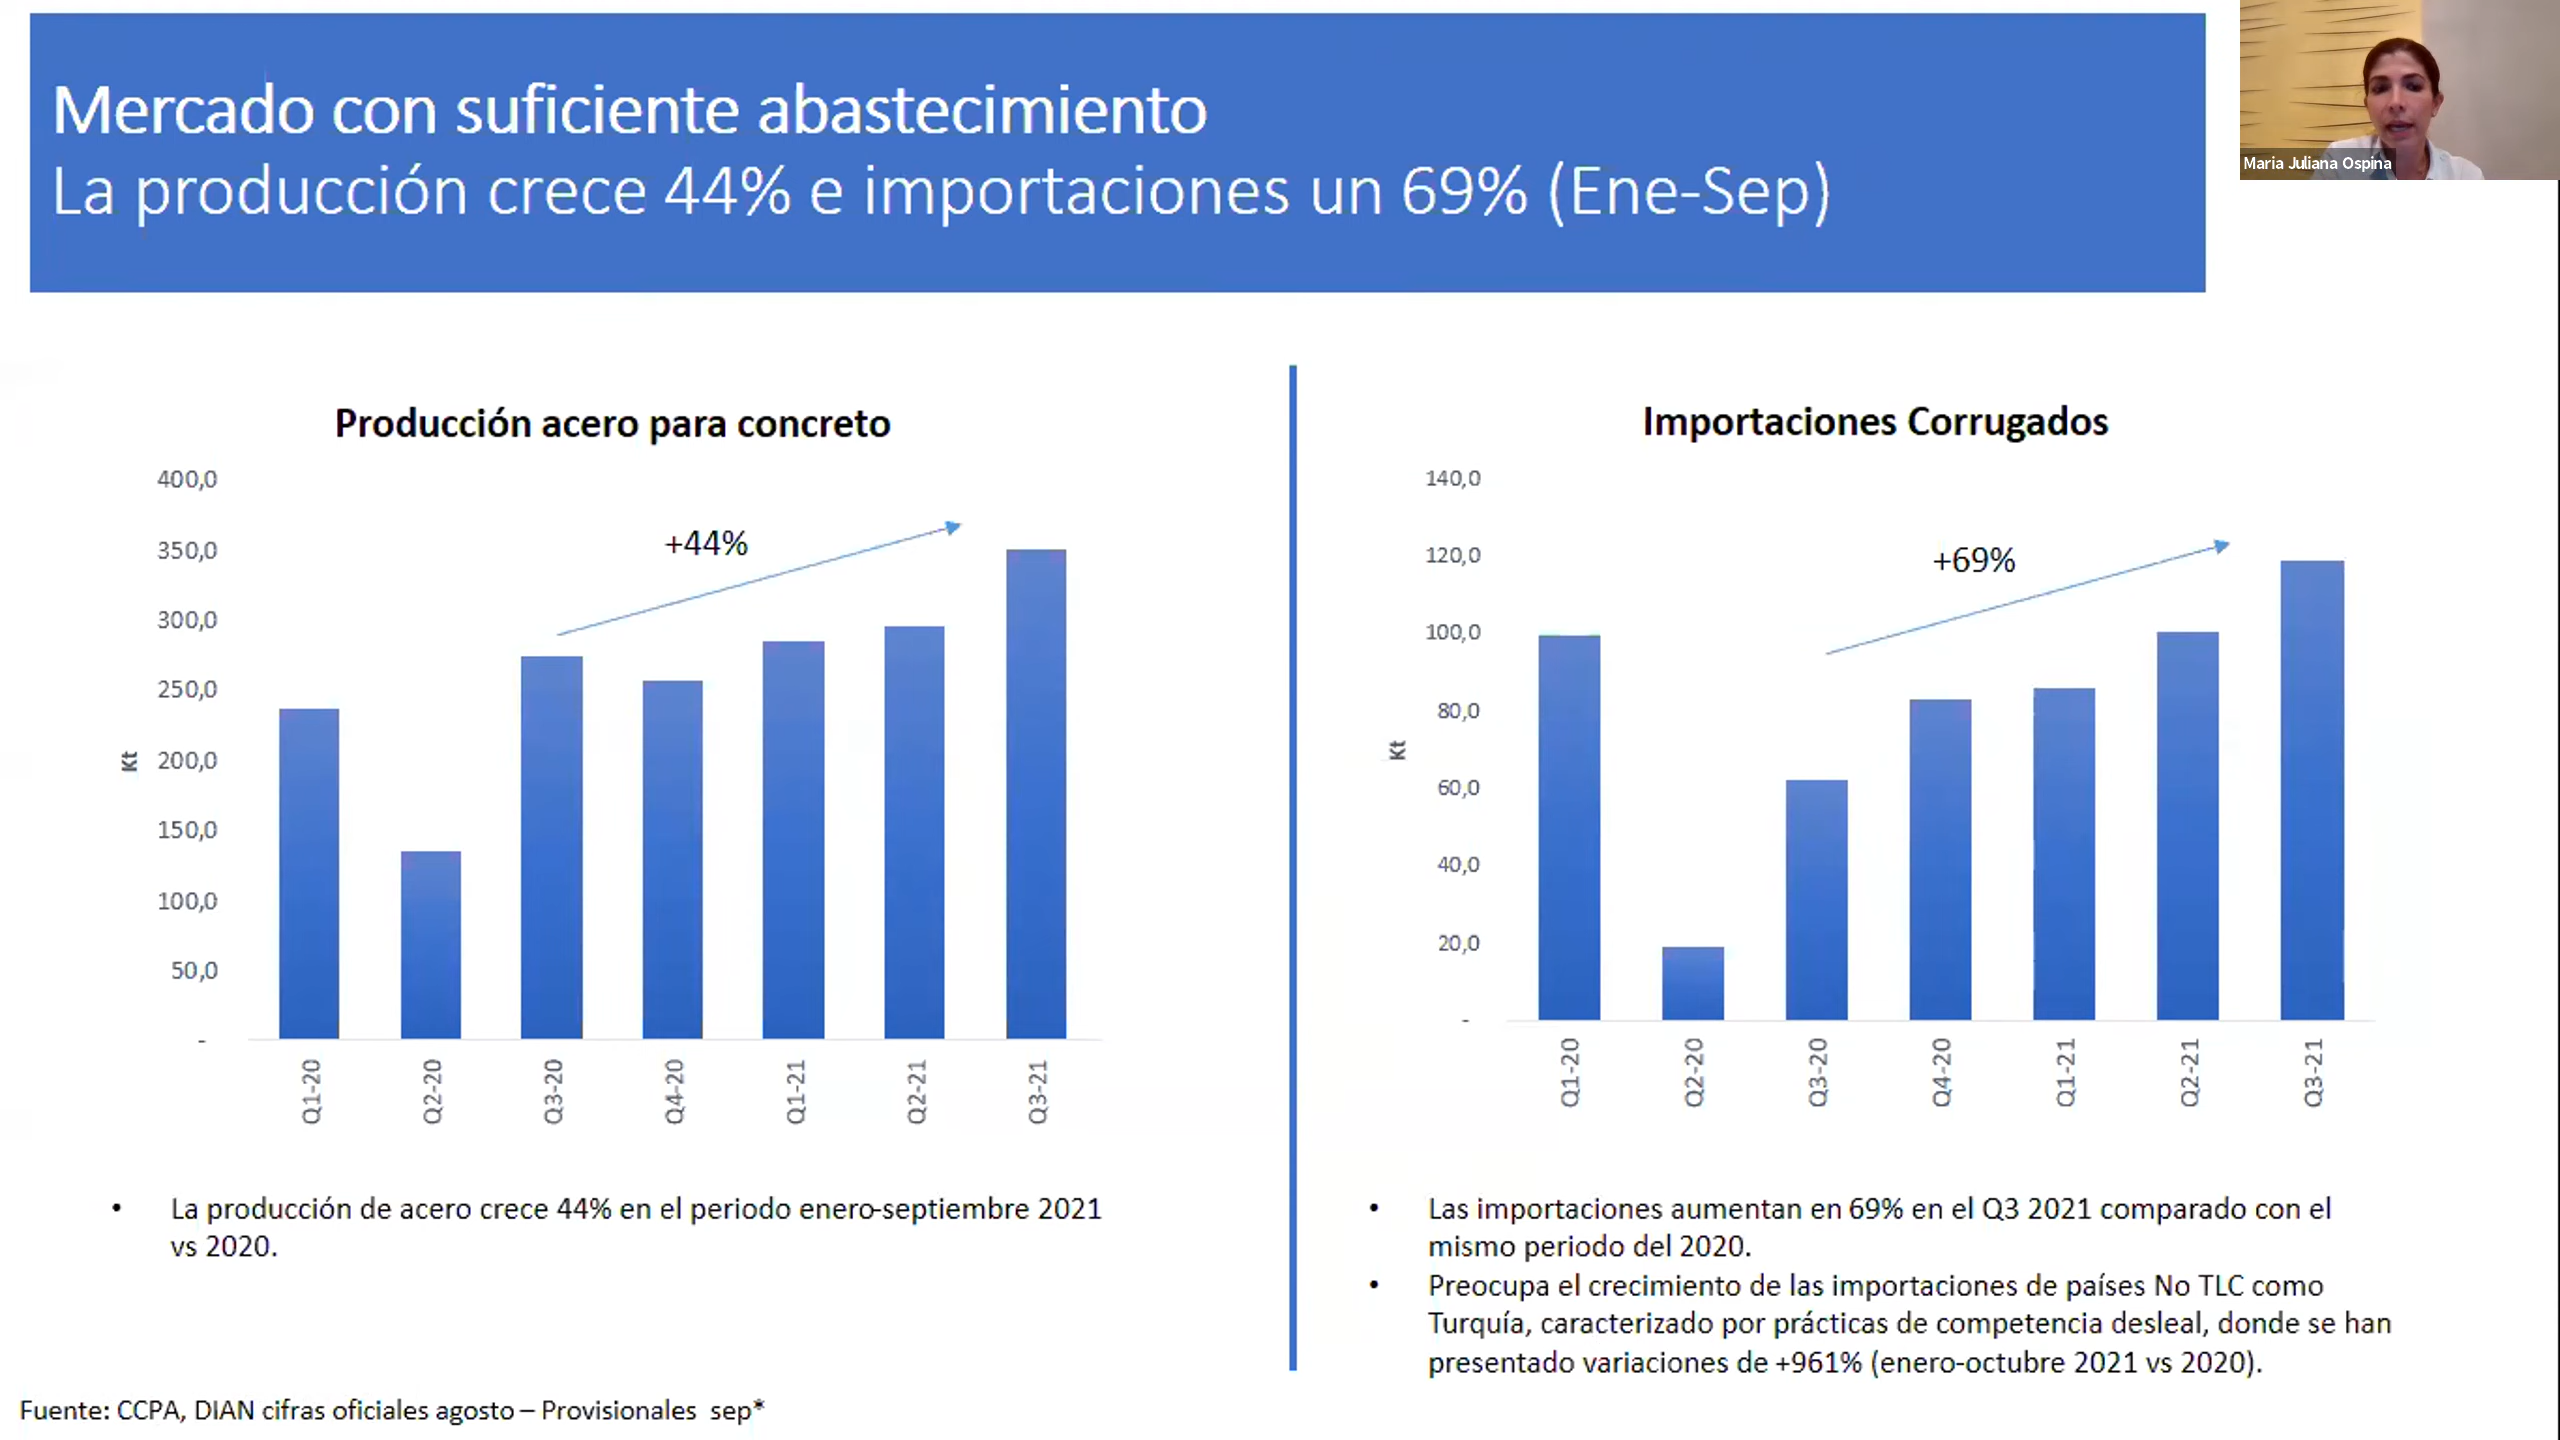 Mercado con suficiente abastecimiento
La producción crece 44% e importaciones un 69% (Ene-Sep)
Maria Juliana Ospina
Producción acero para concreto
400,0
350,0
300,0
250,0
200,0
150,0
100,0
50,0
-
Kt
+44%
Q1-20
Q2-20
Q3-20
Q4-20
Q1-21
Q2-21
Q3-21
• La producción de acero crece 44% en el periodo enero-septiembre 2021
vs 2020.
Importaciones Corrugados
140,0
120,0
100,0
80,0
60,0
40,0
20,0
-
Kt
+69%
Q1-20
Q2-20
Q3-20
Q4-20
Q1-21
Q2-21
Q3-21
• Las importaciones aumentan en 69% en el Q3 2021 comparado con el
mismo periodo del 2020.
• Preocupa el crecimiento de las importaciones de países No TLC como
Turquía, caracterizado por prácticas de competencia desleal, donde se han
presentado variaciones de +961% (enero-octubre 2021 vs 2020).
Fuente: CCPA, DIAN cifras oficiales agosto – Provisionales sep*